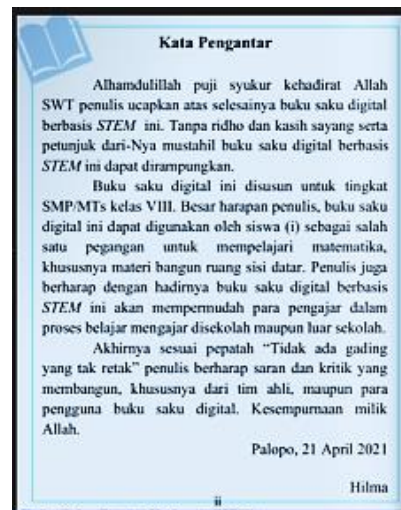 Kata Pengantar
Alhamdulillah puji syukur kehadirat Allah
SWT penulis ucapkan atas selesainya buku saku digital
berbasis STEM ini. Tanpa ridho dan kasih sayang serta
petunjuk dari-Nya mustahil buku saku digital berbasis
STEM ini dapat dirampungkan.
Buku saku digital ini disusun untuk tingkat
SMP/MTs kelas VIII. Besar harapan penulis, buku saku
digital ini dapat digunakan oleh siswa (i) sebagai salah
satu pegangan untuk mempelajari matematika,
khususnya materi bangun ruang sisi datar. Penulis juga
berharap dengan hadirnya buku saku digital berbasis
STEM ini akan mempermudah para pengajar dalam
proses belajar mengajar disekolah maupun luar sekolah.
Akhirnya sesuai pepatah “Tidak ada gading
yang tak retak” penulis berharap saran dan kritik yang
membangun, khususnya dari tim ahli, maupun para
pengguna buku saku digital. Kesempurnaan milik
Allah.
Palopo, 21 April 2021
Hilma
ii